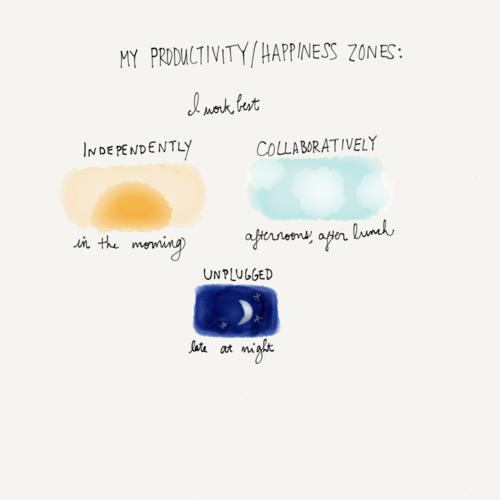 MY PRODUCTIVITY/HAPPINESS ZONES:
I work best
INDEPENDENTLY
in the morning
COLLABORATIVELY
afternoons, after lunch
UNPLUGGED
late at night